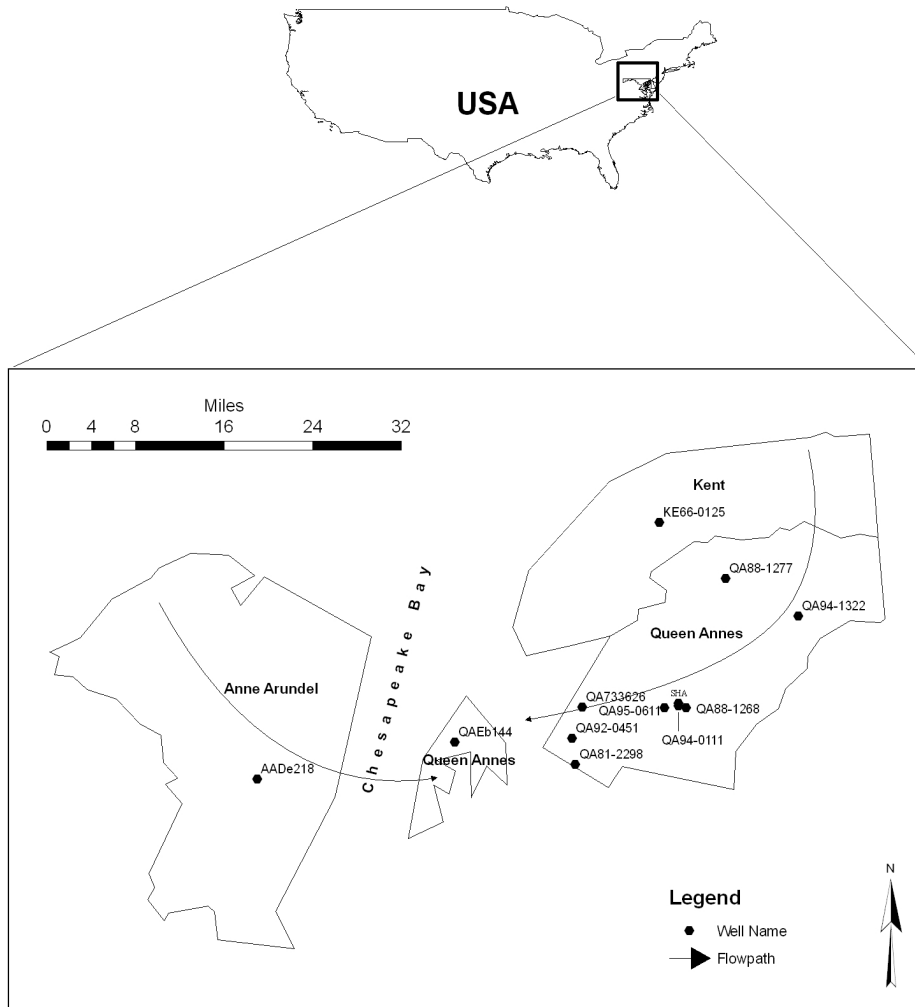 USA
Miles
0 4 8 16 24 32
Kent
KE66-0125
QA88-1277
QA94-1322
Queen Annes
Anne Arundel
Chesapeake Bay
QA733626
SHA
QA95-0611
QA88-1268
QA94-0111
QA92-0451
QA81-2298
QAEb144
Queen Annes
AADe218
N
Legend
Well Name
Flowpath